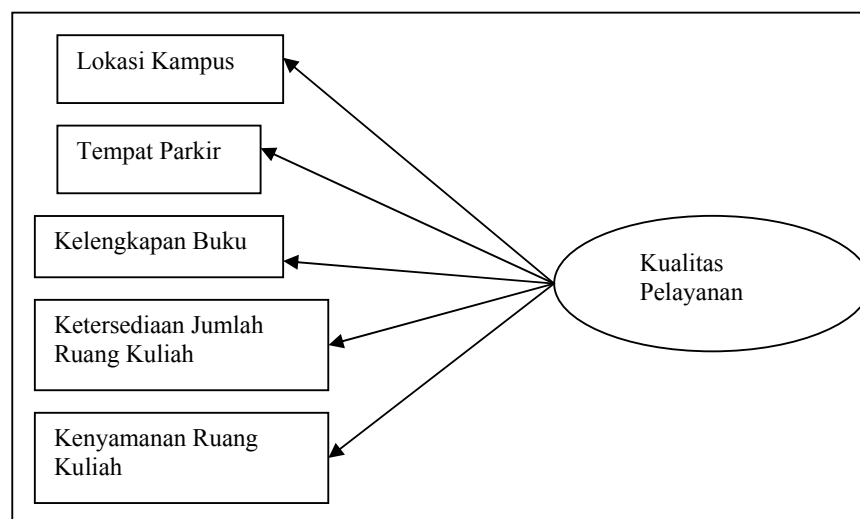 Lokasi Kampus
Tempat Parkir
Kelengkapan Buku
Ketersediaan Jumlah
Ruang Kuliah
Kenyamanan Ruang
Kuliah
Kualitas
Pelayanan